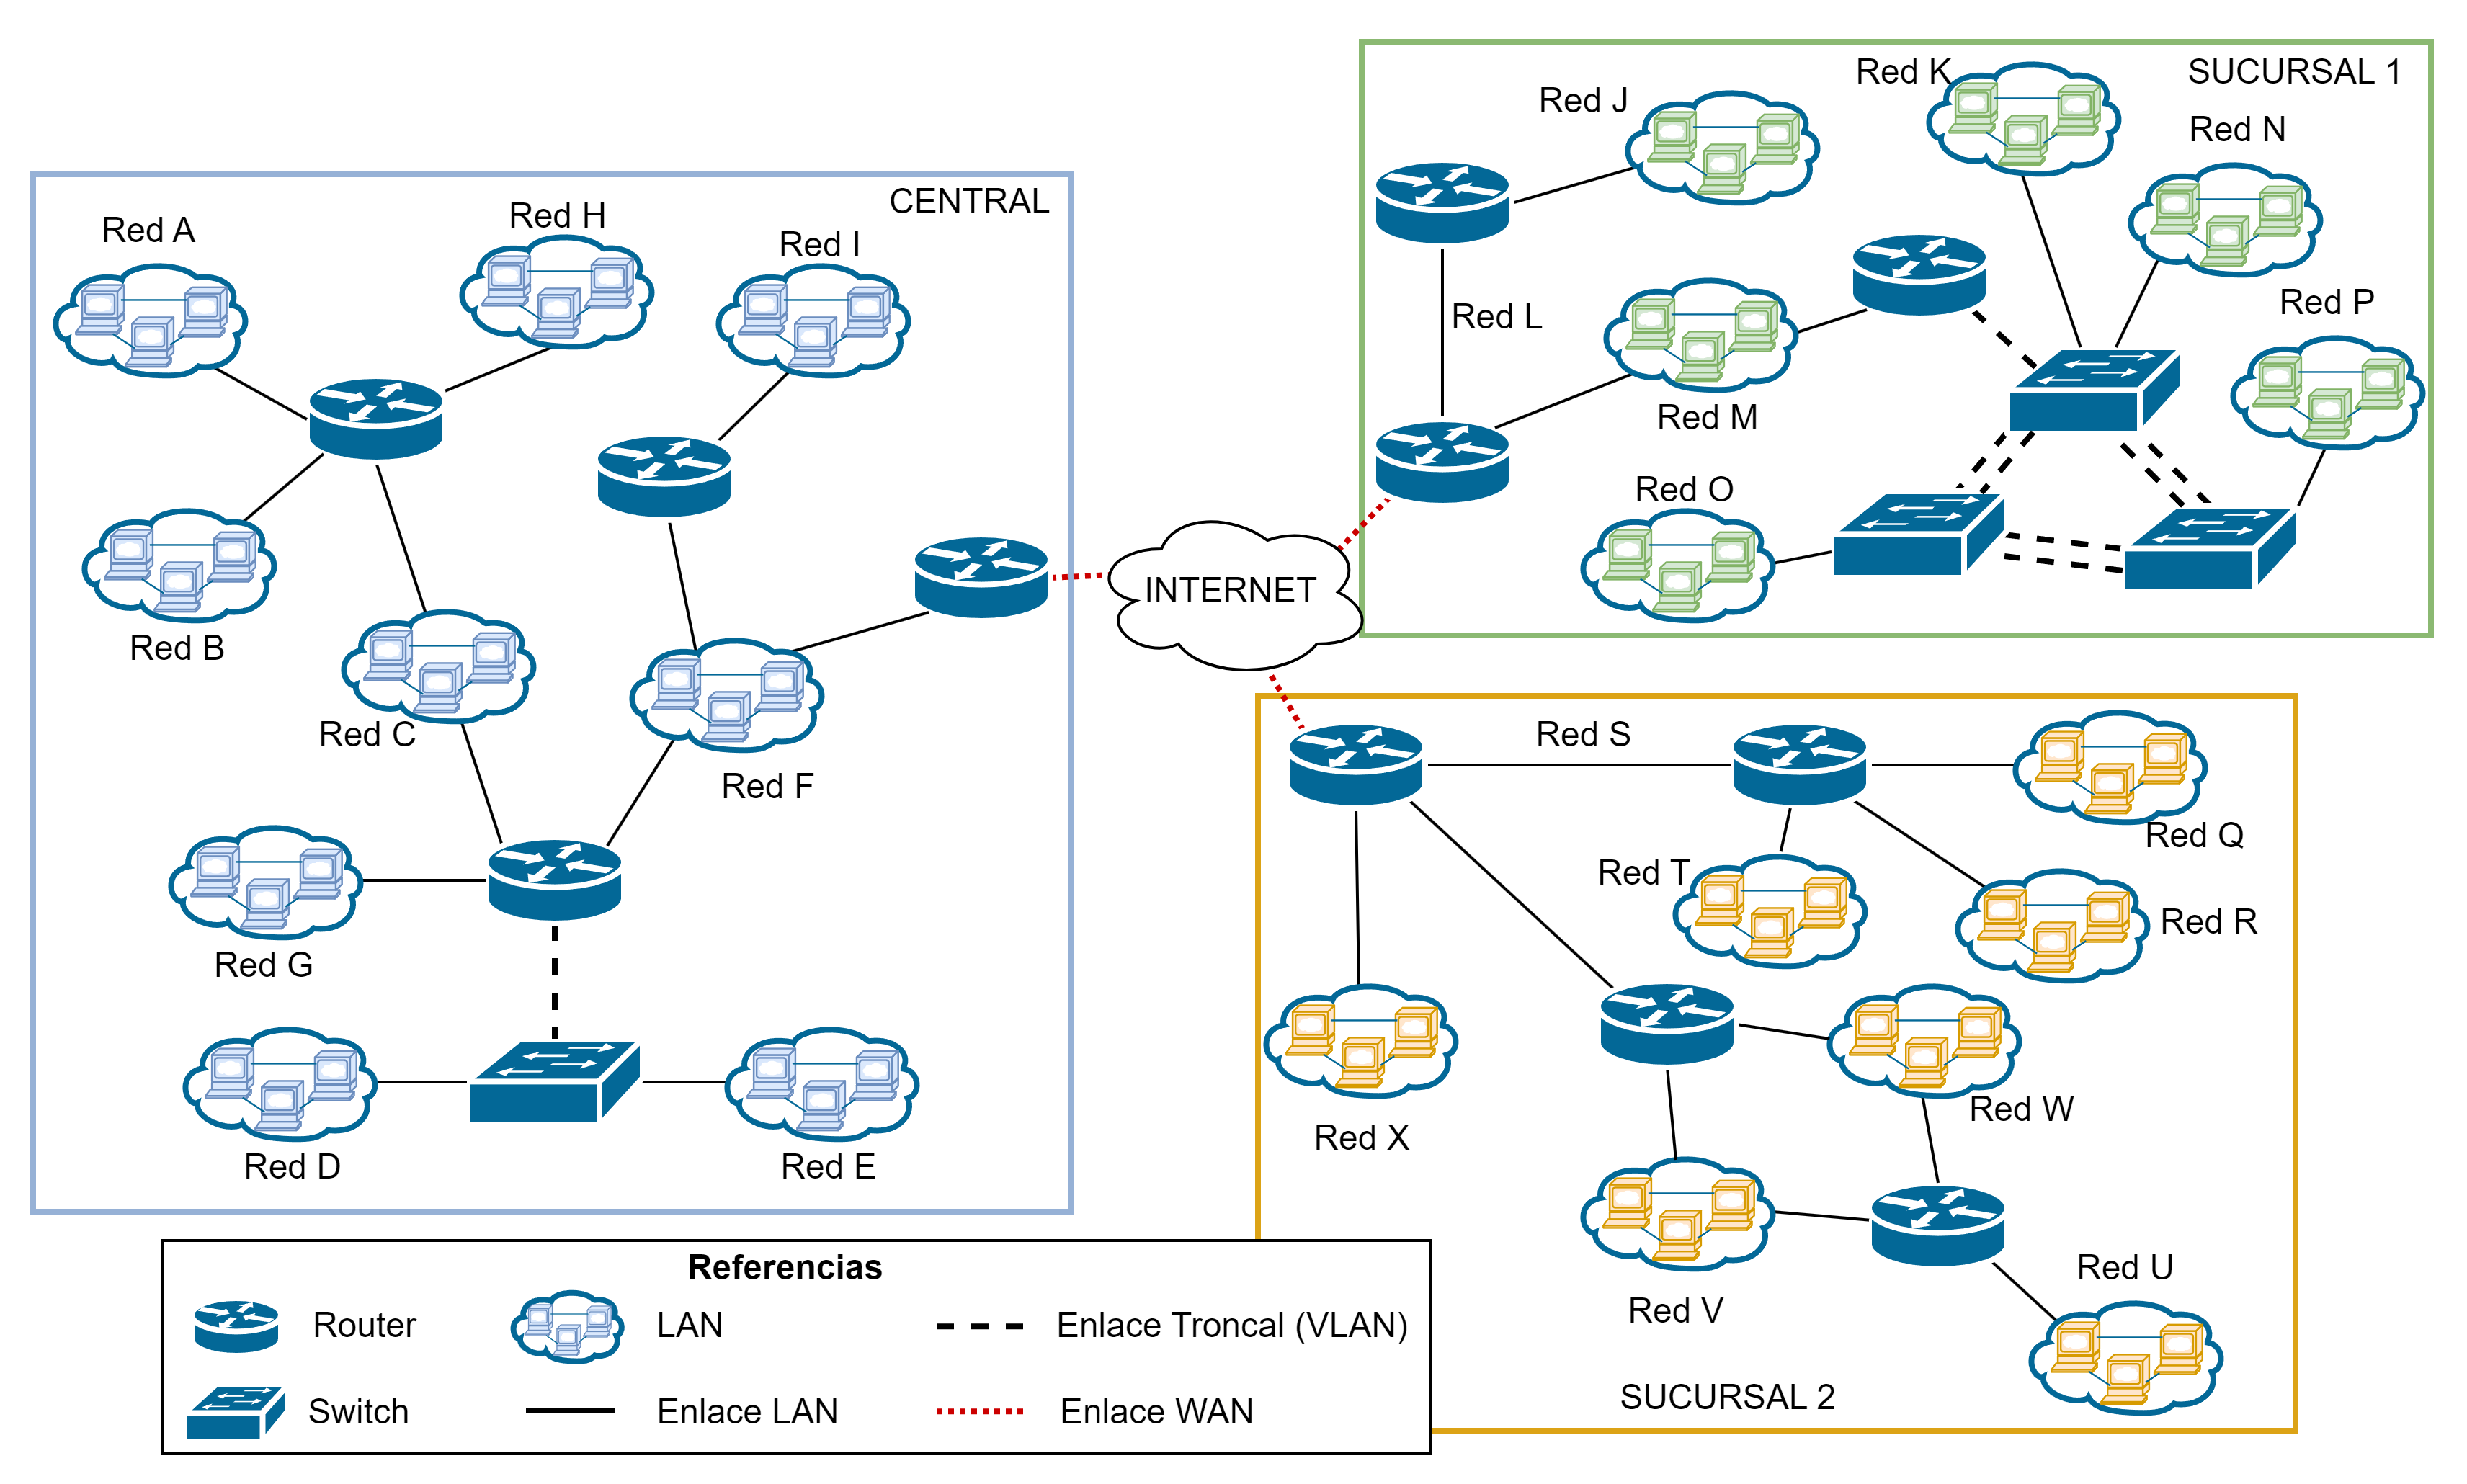 CENTRAL
Red A
Red H
Red I
Red B
Red C
Red F
Red G
Red D
Red E
INTERNET
SUCURSAL 1
Red J
Red K
Red N
Red L
Red P
Red M
Red O
Red S
Red Q
Red T
Red R
Red X
Red W
Red V
Red U
SUCURSAL 2
Referencias
Router
LAN
Enlace Troncal (VLAN)
Switch
Enlace LAN
Enlace WAN